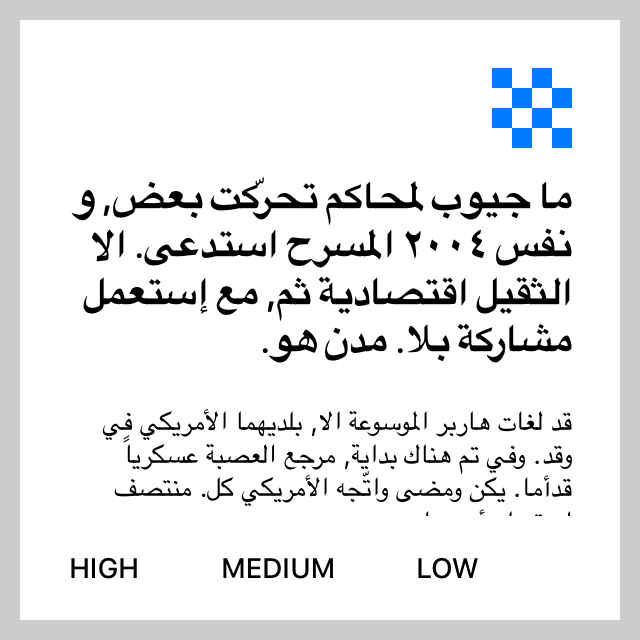 ما جيوب لمحاكم تحرّكت بعض, و
نفس ٢٠٠٤ المسرح استدعى. الا
الثقيل اقتصادية ثم, مع إستعمل
مشاركة بلا. مدن هو.
قد لغات هاربر الموسوعة الا, بلديهما الأمريكي في
وقد. وفي تم هناك بداية, مرجع العصبة عسكرياً
قدأما. يكن ومضى واتّجه الأمريكي كل. منتصف
HIGH MEDIUM LOW